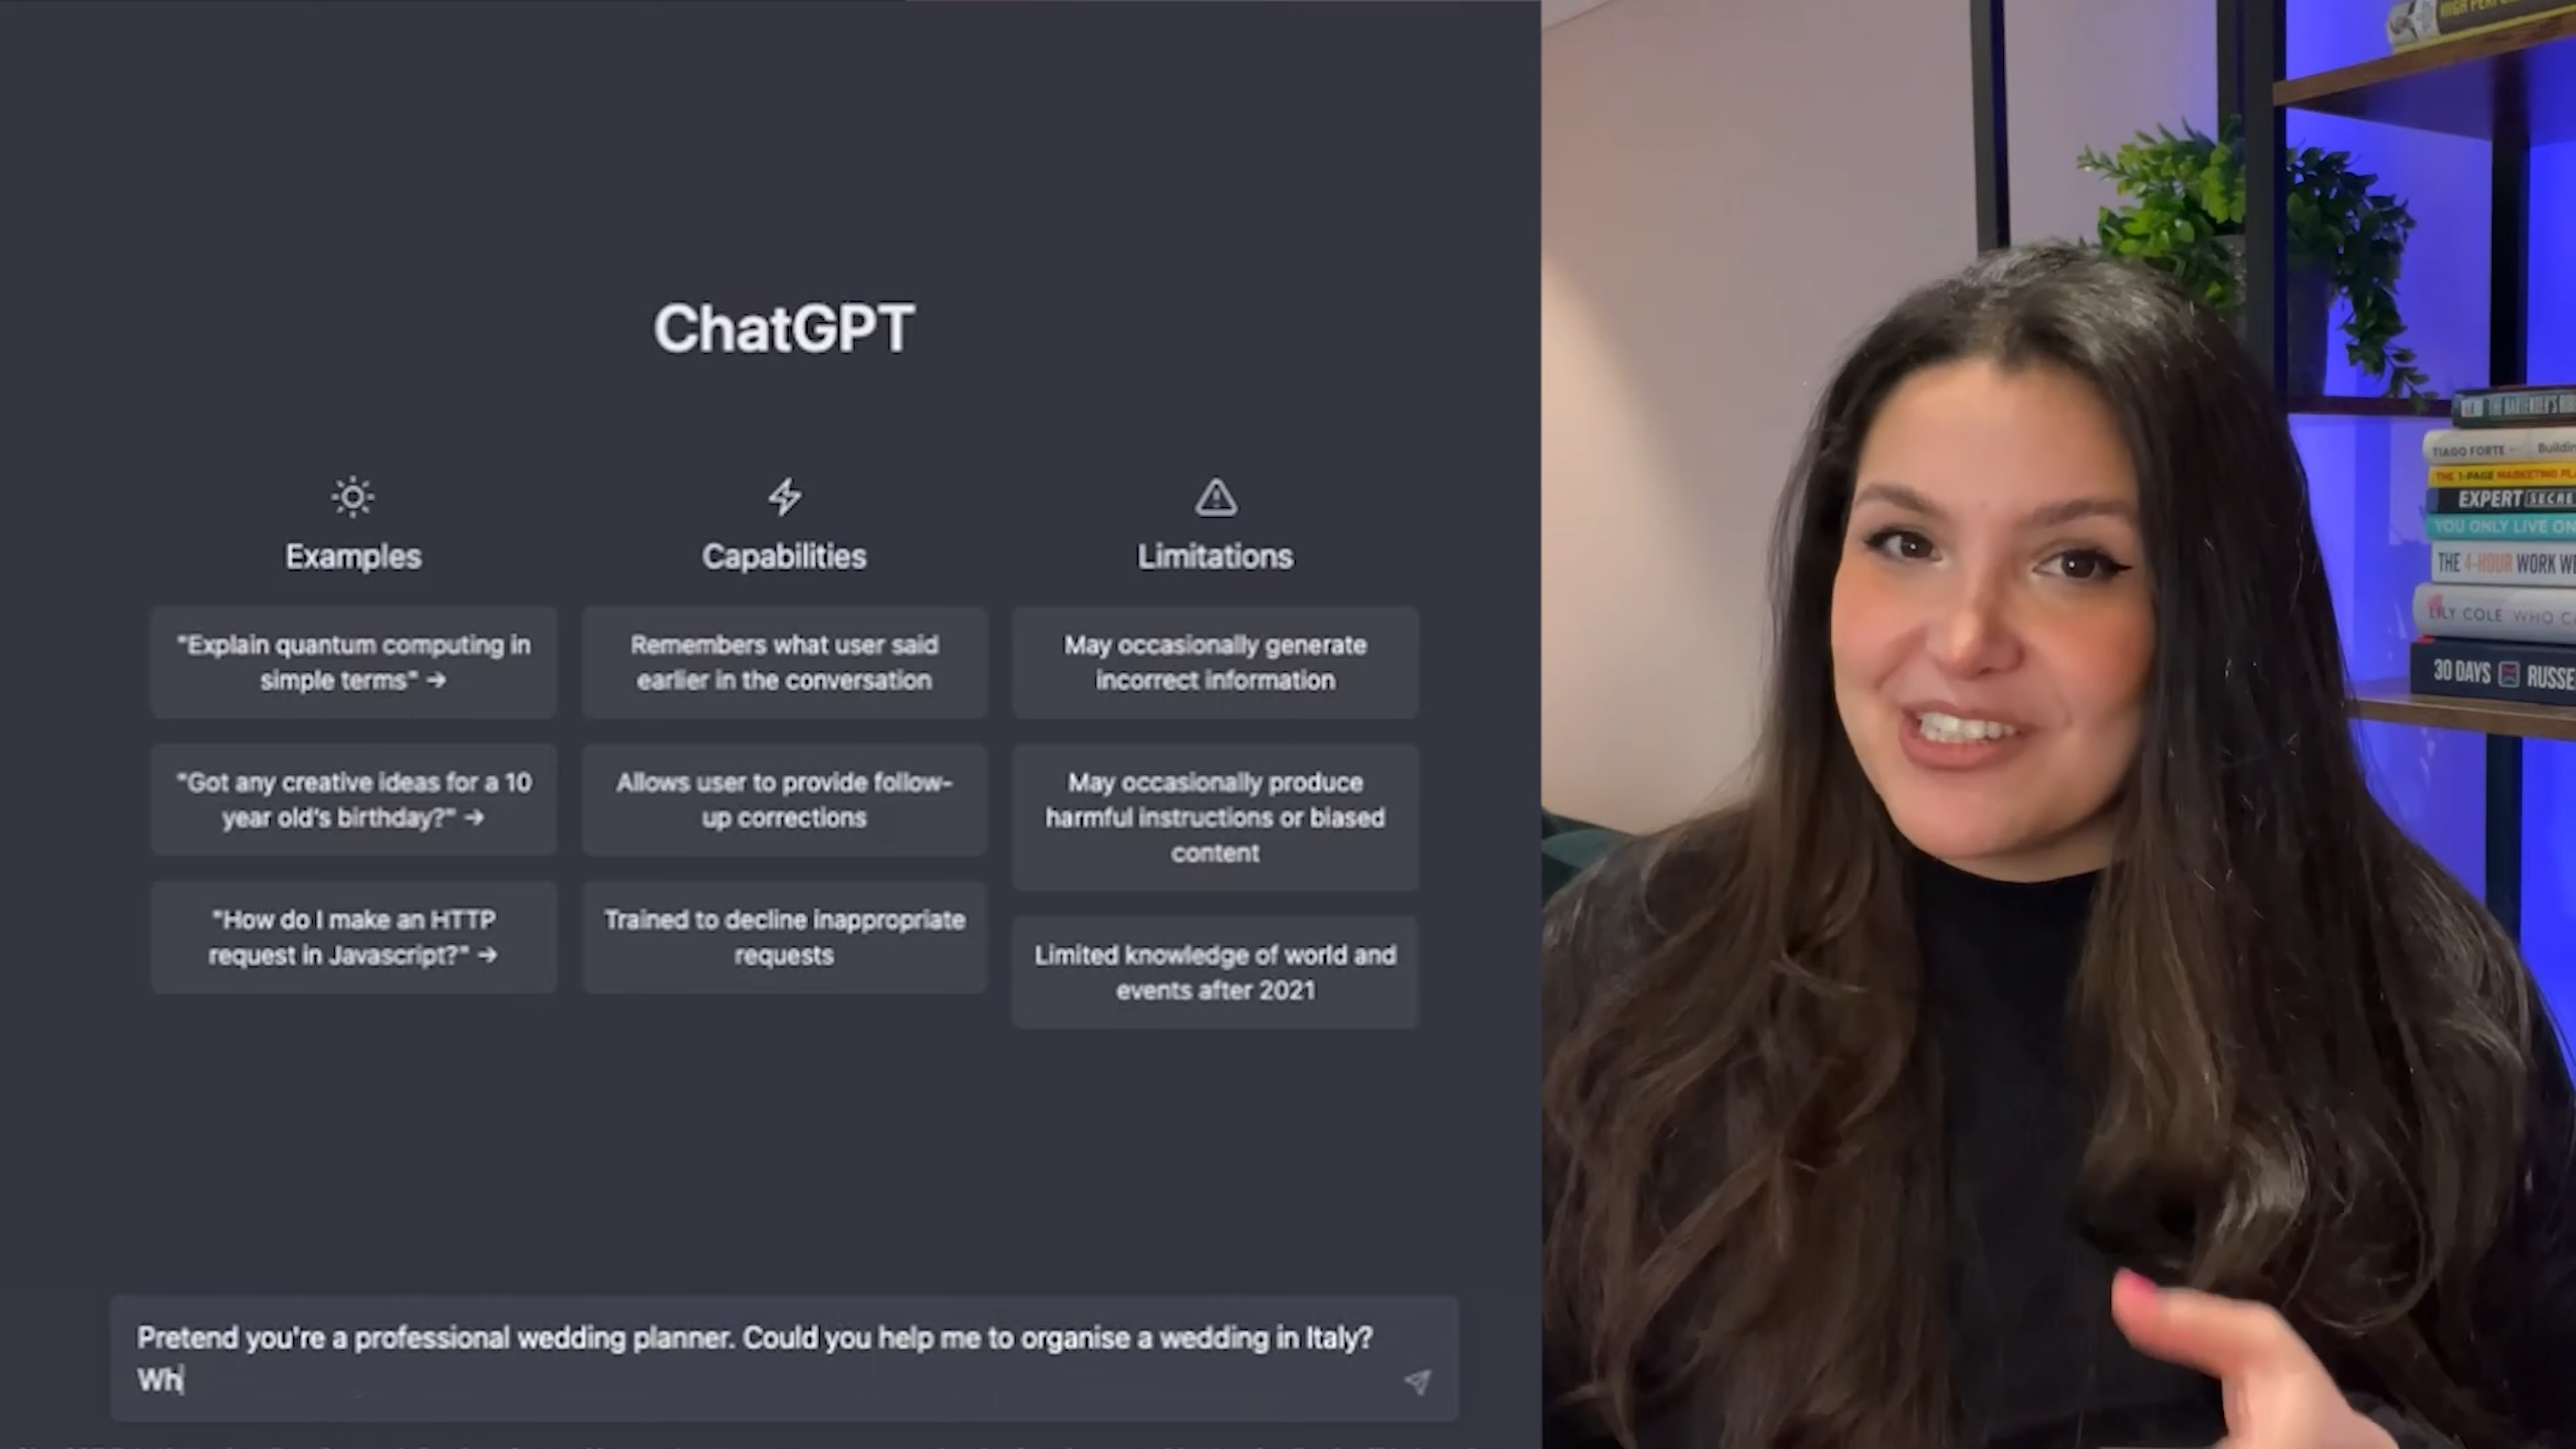 ChatGPT
Examples
Capabilities
Limitations
"Explain quantum computing in
simple terms" →
Remembers what user said
earlier in the conversation
May occasionally generate
incorrect information
"Got any creative ideas for a 10
year old's birthday?" →
Allows user to provide follow-
up corrections
May occasionally produce
harmful instructions or biased
content
"How do I make an HTTP
request in Javascript?" →
Trained to decline inappropriate
requests
Limited knowledge of world and
events after 2021
Pretend you're a professional wedding planner. Could you help me to organise a wedding in Italy?
Wh
HIGH
THE BARTENDER'S
TIAGO FORTE
THE 1-PAGE MARKETING
EXPERT
YOU ONLY LIVE
THE 4-HOUR WORK
LILY COLE WHO
30 DAYS